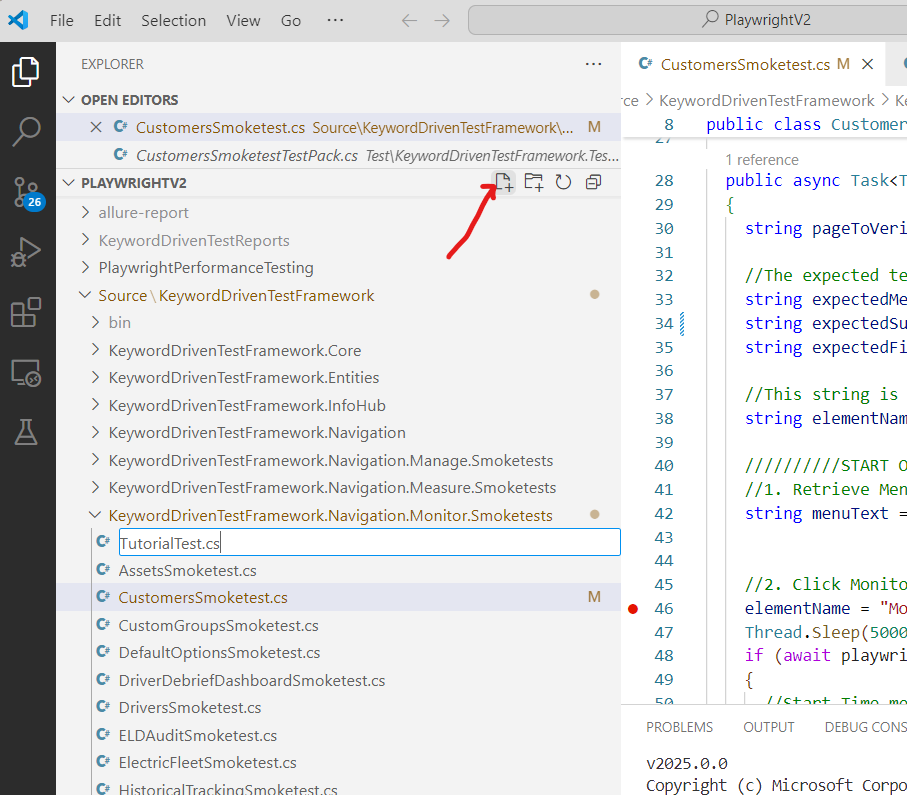 File Edit Selection View Go ··· PlaywrightV2
EXPLORER ···
OPEN EDITORS
CustomersSmoketest.cs Source\KeywordDrivenTestFramework\... M
CustomersSmoketestTestPack.cs Test\KeywordDrivenTestFramework.Tes...
PLAYWRIGHTV2
allure-report
KeywordDrivenTestReports
PlaywrightPerformanceTesting
Source\KeywordDrivenTestFramework
bin
KeywordDrivenTestFramework.Core
KeywordDrivenTestFramework.Entities
KeywordDrivenTestFramework.InfoHub
KeywordDrivenTestFramework.Navigation
KeywordDrivenTestFramework.Navigation.Manage.Smoketests
KeywordDrivenTestFramework.Navigation.Measure.Smoketests
KeywordDrivenTestFramework.Navigation.Monitor.Smoketests
TutorialTest.cs
AssetsSmoketest.cs
CustomersSmoketest.cs M
CustomGroupsSmoketest.cs
DefaultOptionsSmoketest.cs
DriverDebriefDashboardSmoketest.cs
DriversSmoketest.cs
ELDAuditSmoketest.cs
ElectricFleetSmoketest.cs
HistoricalTrackingSmoketest.cs
26
CustomersSmoketest.cs M
rce > KeywordDrivenTestFramework > Ke
8 public class Customer
27
1 reference
28 public async Task<T
29 {
30 string pageToVeri
31
32 //The expected te
33 string expectedMe
34 string expectedSu
35 string expectedFi
36
37 //This string is
38 string elementNam
39
40 //////////START O
41 //1. Retrieve Men
42 string menuText =
43
44
45 //2. Click Monito
46 elementName = "Mo
47 Thread.Sleep(5000
48 if (await playwri
49 {
50 //Start Time mo
PROBLEMS OUTPUT DEBUG CONS
v2025.0.0
Copyright (c) Microsoft Corpo